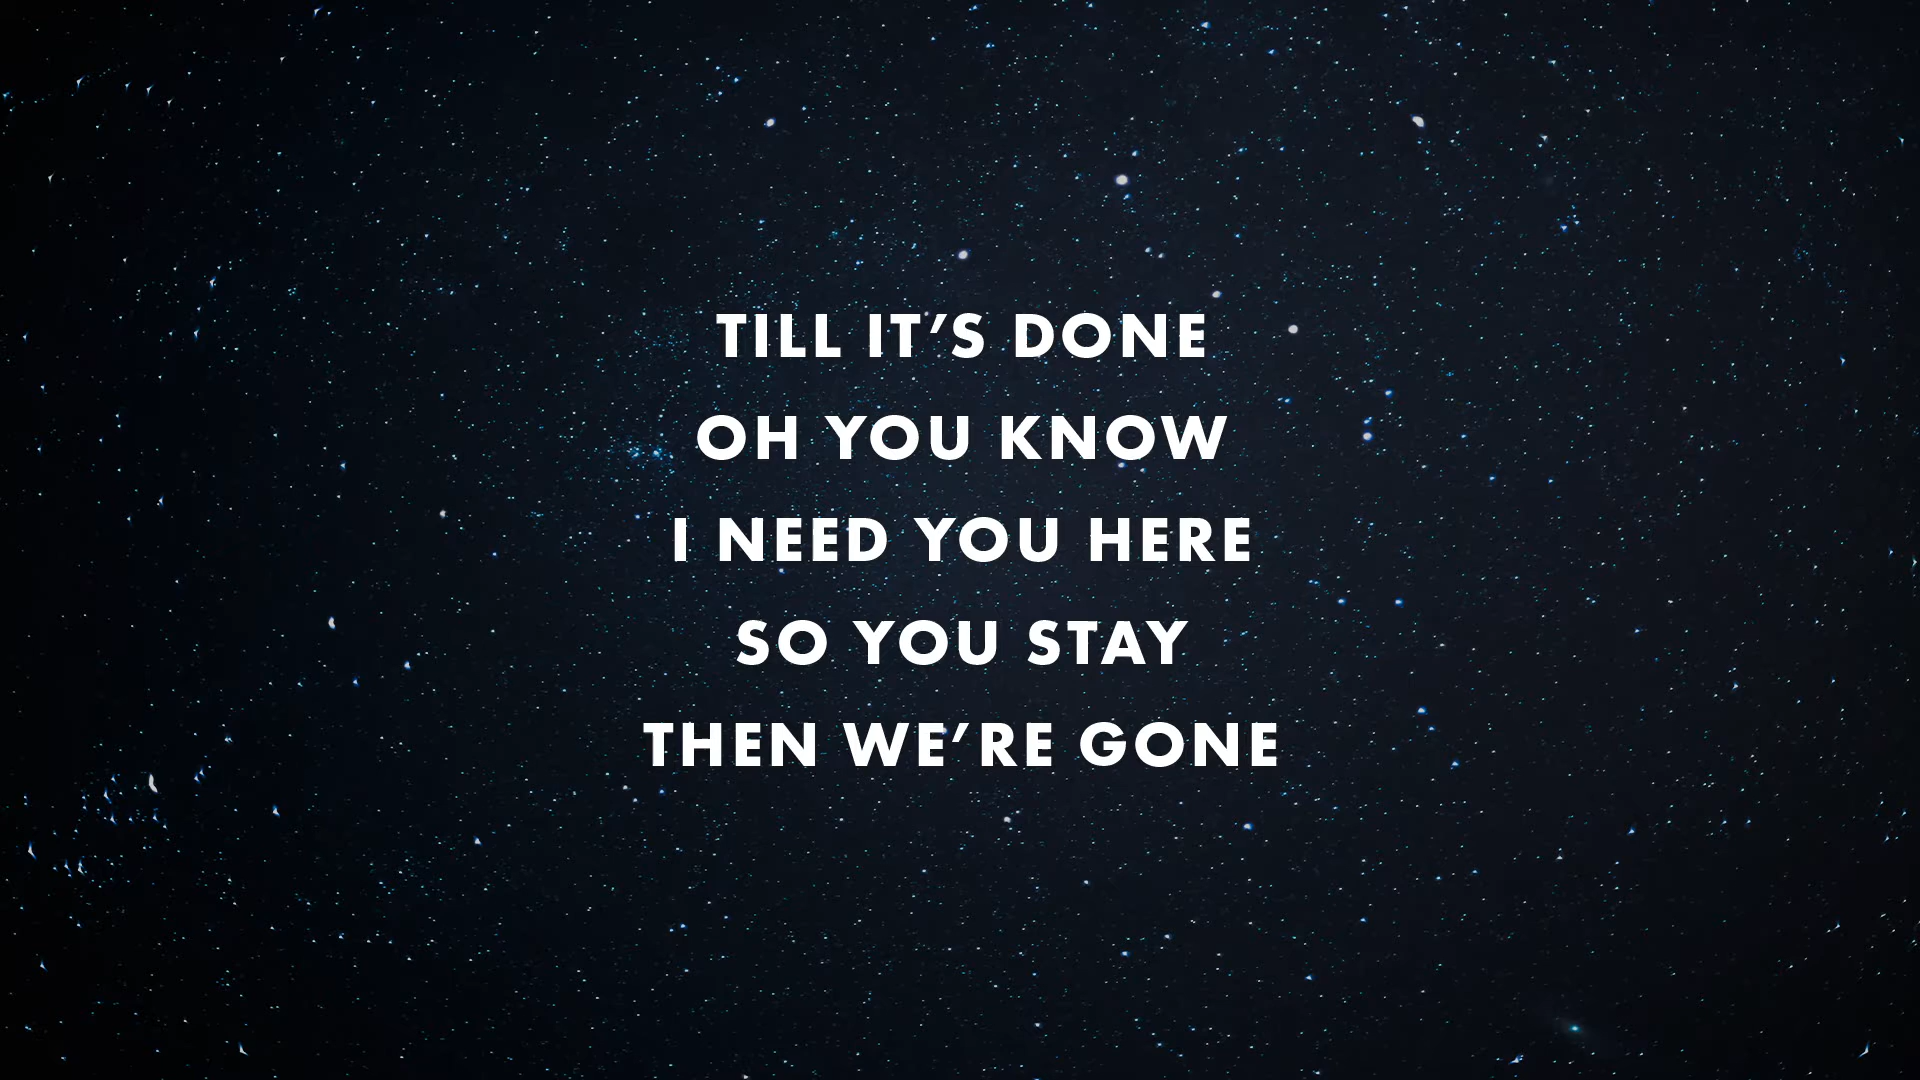 TILL IT’S DONE
OH YOU KNOW
I NEED YOU HERE
SO YOU STAY
THEN WE’RE GONE